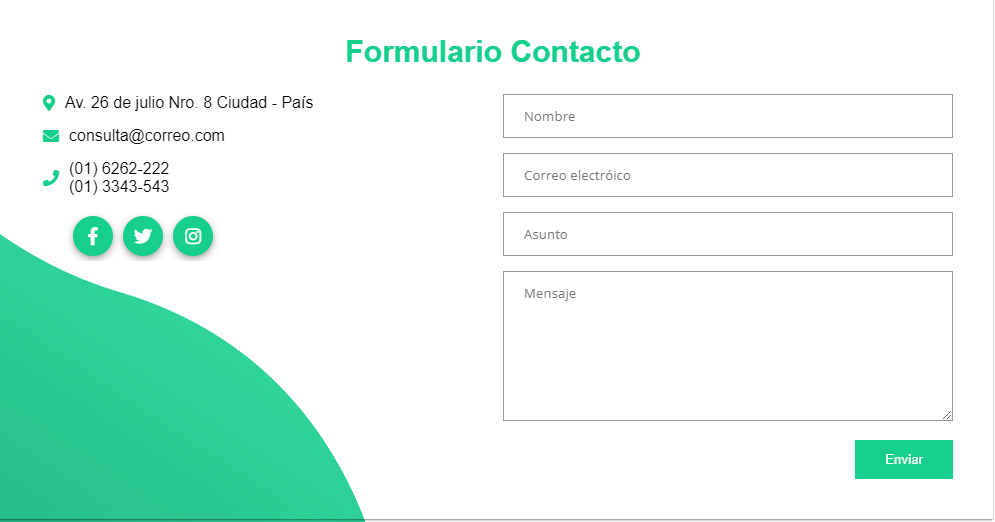 Formulario Contacto
Av. 26 de julio Nro. 8 Ciudad - País
consulta@correo.com
(01) 6262-222
(01) 3343-543
Nombre
Correo electróico
Asunto
Mensaje
Enviar